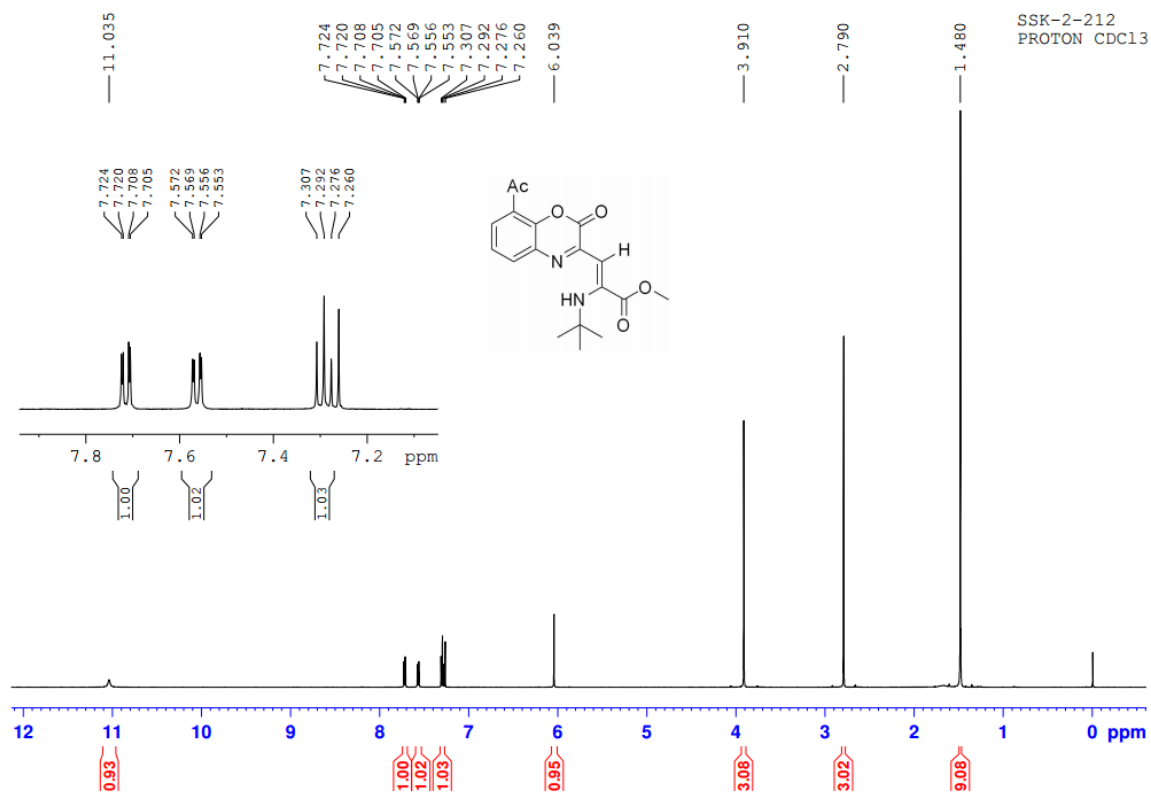 SSK-2-212
PROTON CDCl3
11.035
7.724
7.720
7.708
7.705
7.572
7.569
7.556
7.553
7.307
7.292
7.276
7.260
6.039
3.910
2.790
1.480
7.724
7.720
7.708
7.705
7.572
7.569
7.556
7.553
7.307
7.292
7.276
7.260
Ac
O O
H
N
O
HN
O
7.8 7.6 7.4 7.2 ppm
1.00 1.02 1.03
12 11 10 9 8 7 6 5 4 3 2 1 0 ppm
0.93 1.00 1.02 1.03 0.95 3.08 3.02 9.08